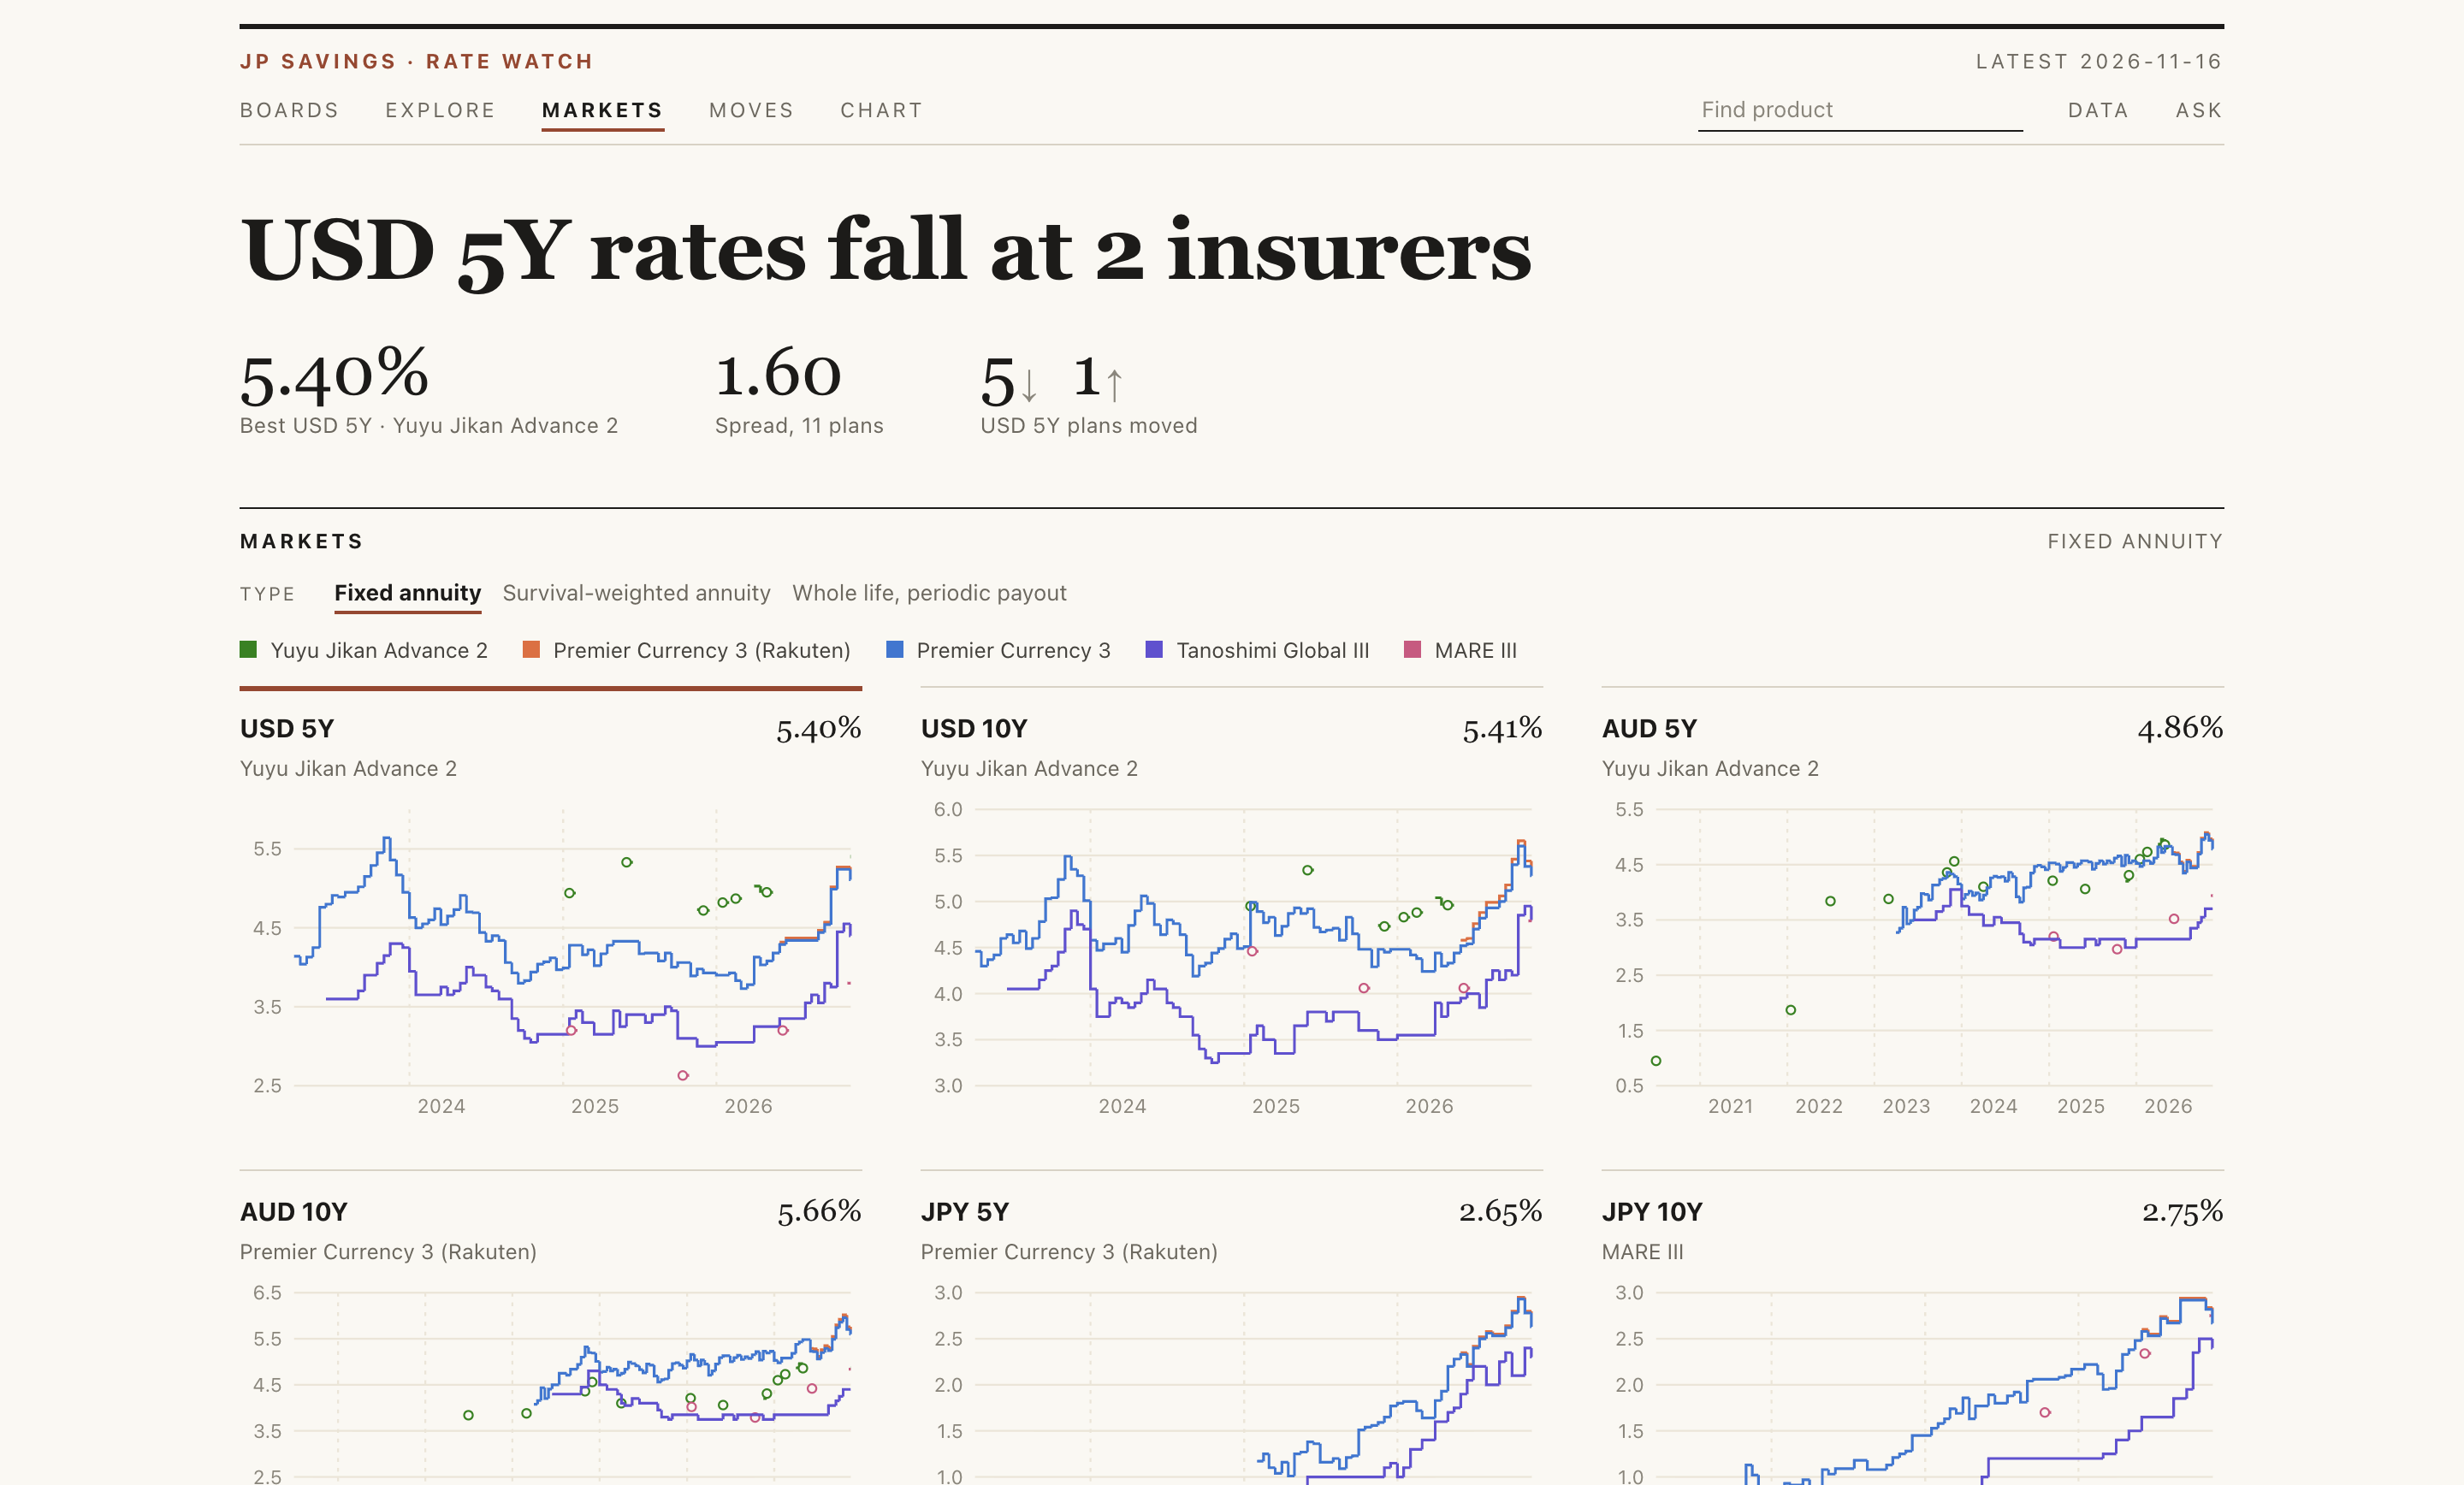 JP SAVINGS · RATE WATCH
LATEST 2026-11-16
BOARDS EXPLORE MARKETS MOVES CHART
Find product DATA ASK
USD 5Y rates fall at 2 insurers
5.40% 1.60 5↓ 1↑
Best USD 5Y · Yuyu Jikan Advance 2 Spread, 11 plans USD 5Y plans moved
MARKETS FIXED ANNUITY
TYPE Fixed annuity Survival-weighted annuity Whole life, periodic payout
Yuyu Jikan Advance 2 Premier Currency 3 (Rakuten) Premier Currency 3 Tanoshimi Global III MARE III
USD 5Y 5.40%
Yuyu Jikan Advance 2
5.5
4.5
3.5
2.5
2024 2025 2026
USD 10Y 5.41%
Yuyu Jikan Advance 2
6.0
5.5
5.0
4.5
4.0
3.5
3.0
2024 2025 2026
AUD 5Y 4.86%
Yuyu Jikan Advance 2
5.5
4.5
3.5
2.5
1.5
0.5
2021 2022 2023 2024 2025 2026
AUD 10Y 5.66%
Premier Currency 3 (Rakuten)
6.5
5.5
4.5
3.5
2.5
JPY 5Y 2.65%
Premier Currency 3 (Rakuten)
3.0
2.5
2.0
1.5
1.0
JPY 10Y 2.75%
MARE III
3.0
2.5
2.0
1.5
1.0